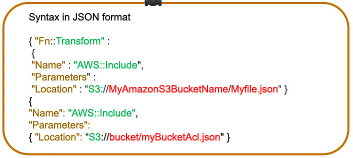 Syntax in JSON format
{ "Fn::Transform" :
{
"Name" : "AWS::Include",
"Parameters" :
"Location" : "S3://MyAmazonS3BucketName/Myfile.json" }
{
"Name": "AWS::Include",
"Parameters":
{ "Location": "S3://bucket/myBucketAcl.json" }